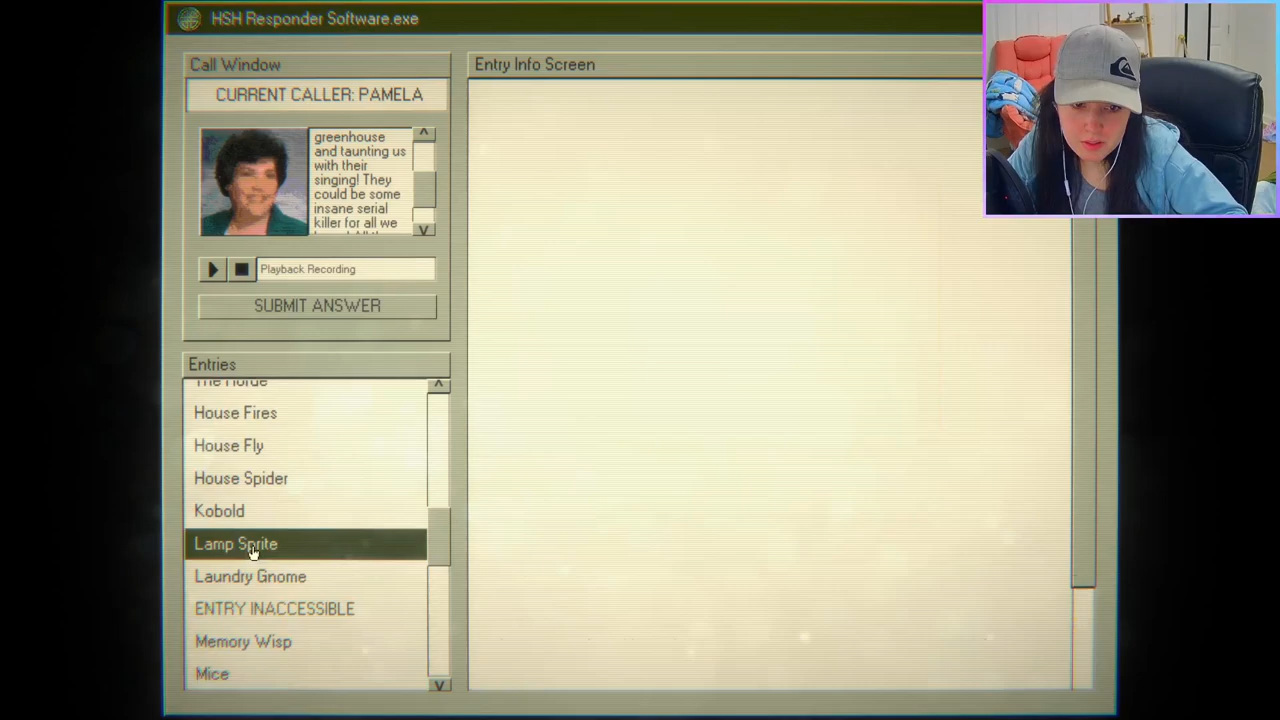 HSH Responder Software.exe
Call Window
CURRENT CALLER: PAMELA
greenhouse
and taunting us
with their
singing! They
could be some
insane serial
killer for all we
Playback Recording
SUBMIT ANSWER
Entries
The Horde
House Fires
House Fly
House Spider
Kobold
Lamp Sprite
Laundry Gnome
ENTRY INACCESSIBLE
Memory Wisp
Mice
Entry Info Screen